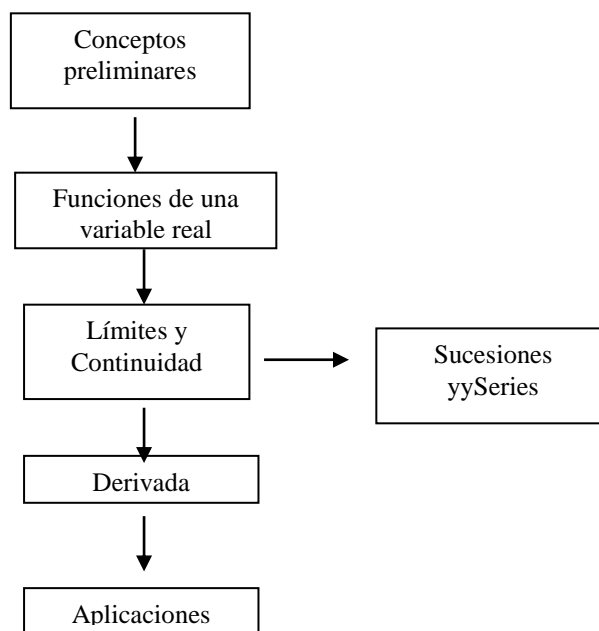 Conceptos
preliminares
Funciones de una
variable real
Límites y
Continuidad
Sucesiones
yySeries
Derivada
Aplicaciones